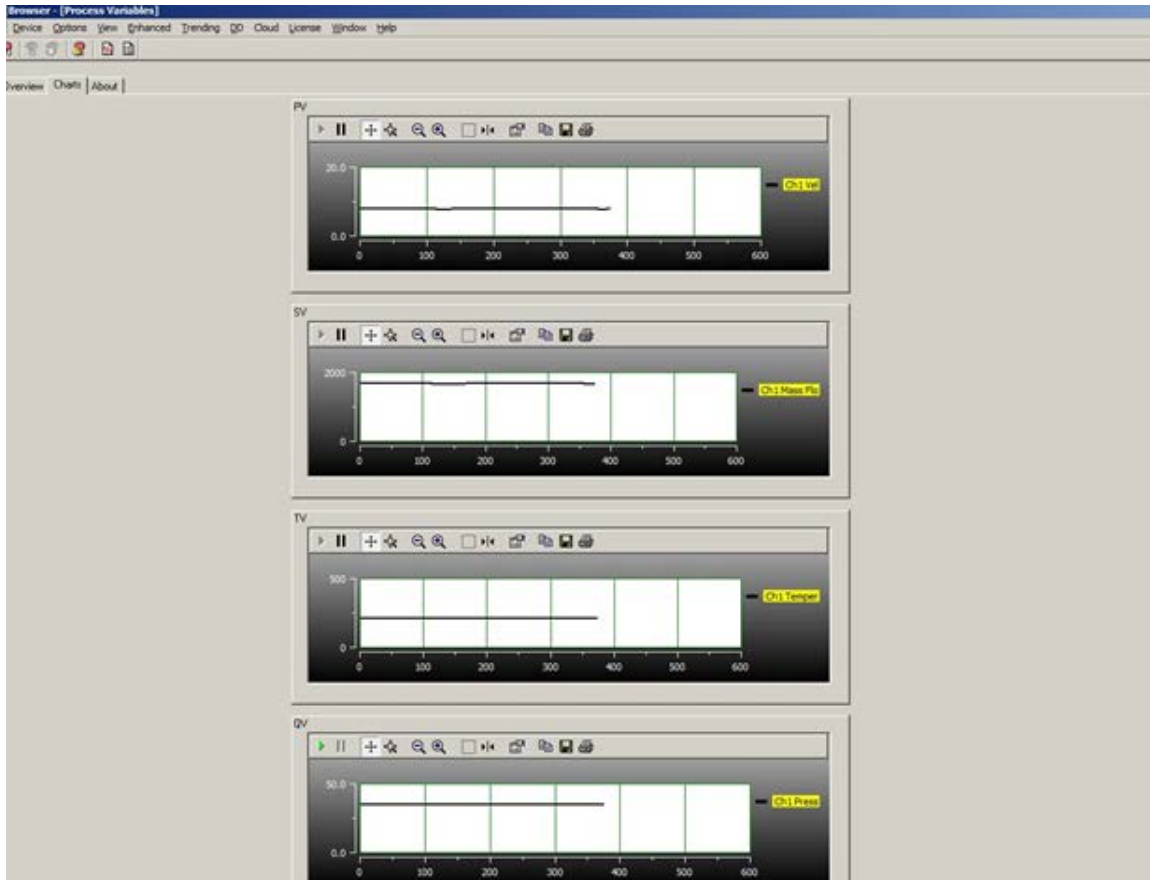 Browser - [Process Variables]
Device Options View Enhanced Trending DD Cloud License Window Help
Overview Charts About
PV
20.0
Ch1 Vel
0.0
0 100 200 300 400 500 600
SV
2000
Ch1 Mass Flo
0
0 100 200 300 400 500 600
TV
500
Ch1 Temper
0
0 100 200 300 400 500 600
QV
50.0
Ch1 Press
0.0
0 100 200 300 400 500 600